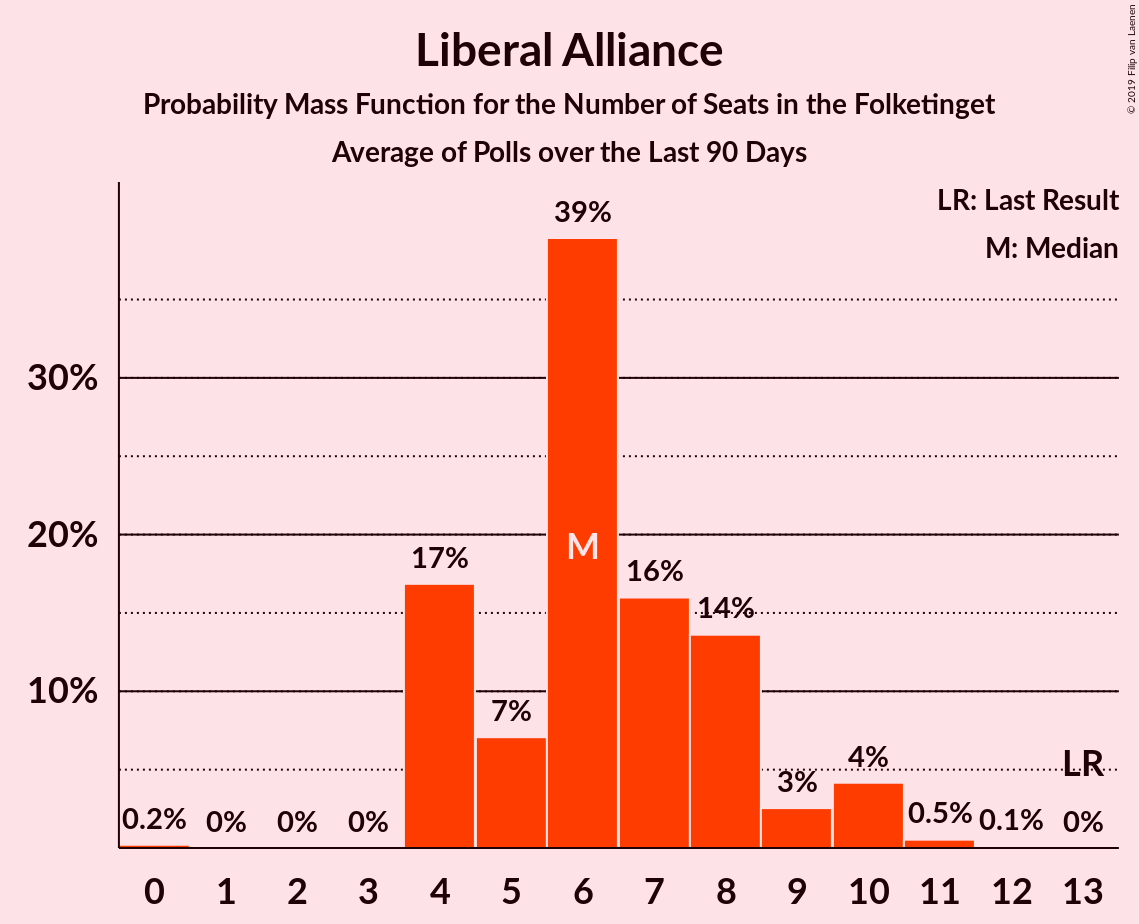 Liberal Alliance
Probability Mass Function for the Number of Seats in the Folketinget
Average of Polls over the Last 90 Days
© 2019 Filip van Laenen
LR: Last Result
M: Median
39%
30%
20%
M
17%
16%
14%
10%
7%
LR
4%
3%
0.2%
0%
0%
0%
0.5%
0.1%
0%
0 1 2 3 4 5 6 7 8 9 10 11 12 13